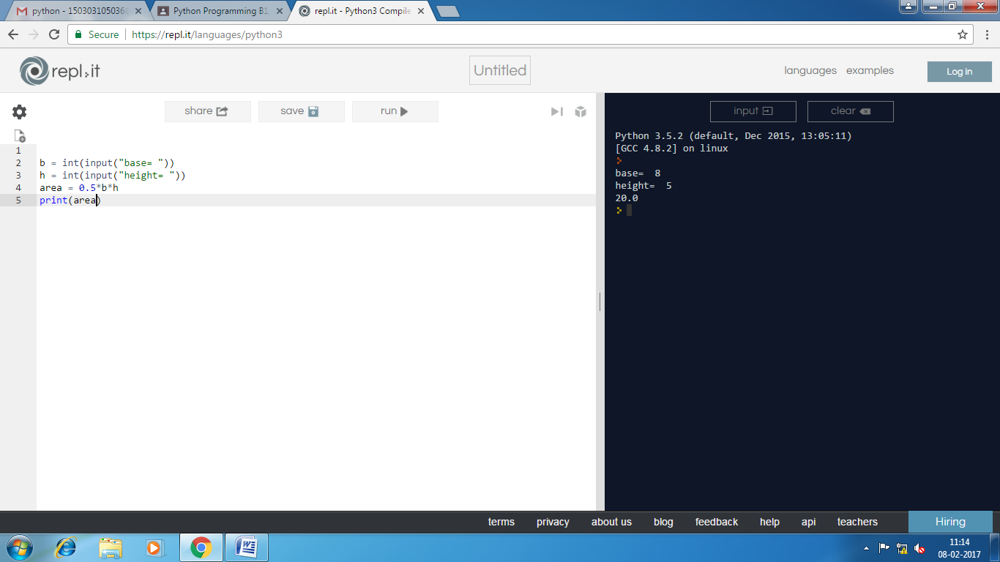 python - 150303105036@
Python Programming B1
repl.it - Python3 Compile
Secure
https://repl.it/languages/python3
repl.it
Untitled
languages
examples
Log in
share
save
run
input
clear
1
2 b = int(input("base= "))
3 h = int(input("height= "))
4 area = 0.5*b*h
5 print(area)
Python 3.5.2 (default, Dec 2015, 13:05:11)
[GCC 4.8.2] on linux
base=  8
height=  5
20.0
terms
privacy
about us
blog
feedback
help
api
teachers
Hiring
11:14
08-02-2017